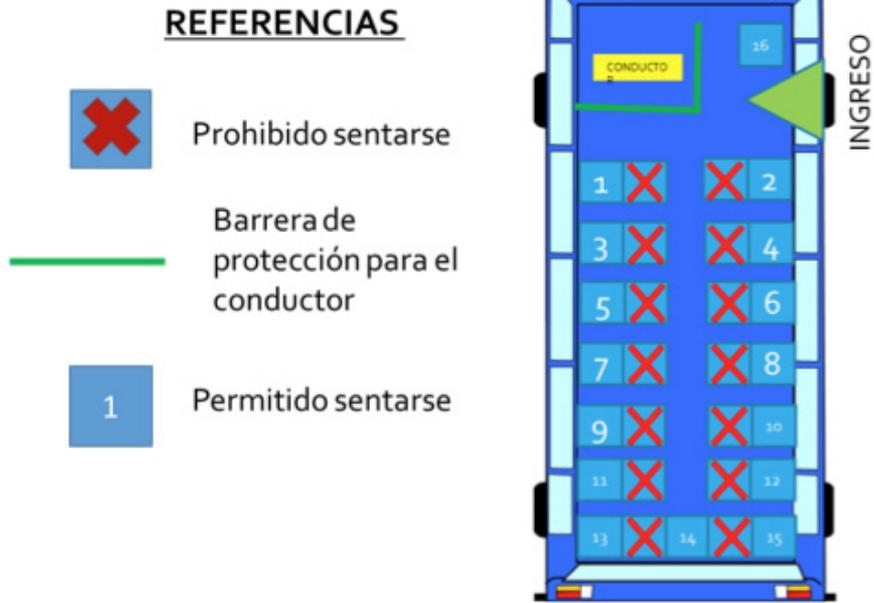 REFERENCIAS
Prohibido sentarse
Barrera de
protección para el
conductor
1
Permitido sentarse
16
CONDUCTO
R
INGRESO
1 2
3 4
5 6
7 8
9 10
11 12
13 14 15